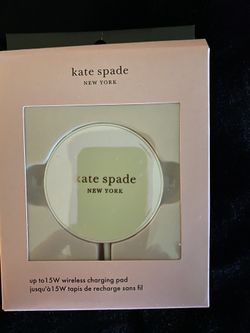 kate spade
NEW YORK
kate spade
NEW YORK
up to 15W wireless charging pad
jusqu'à 15W tapis de recharge sans fil